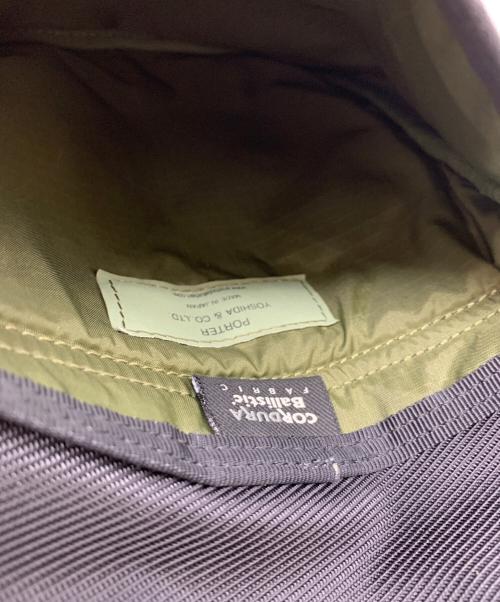 PORTER
YOSHIDA & CO.,LTD
MADE IN JAPAN
CORDURA
Ballistic
FABRIC